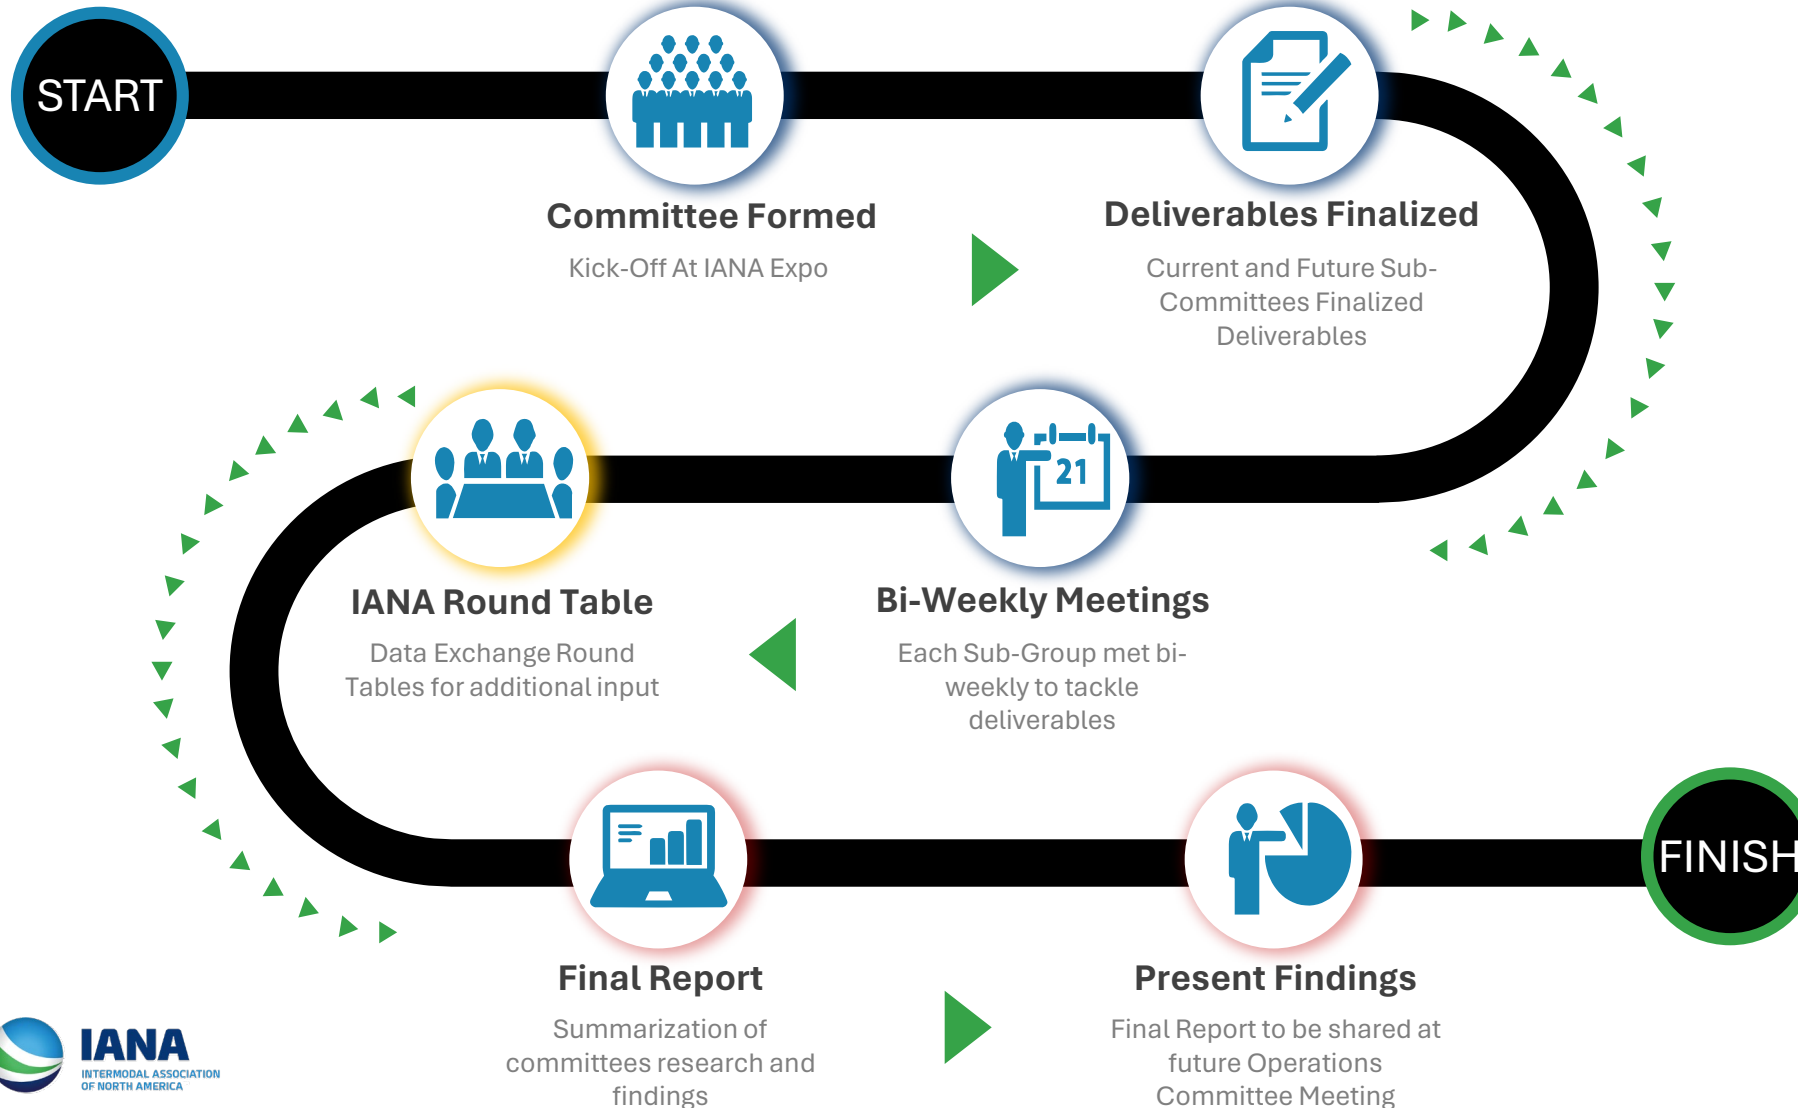 START
Committee Formed
Kick-Off At IANA Expo
Deliverables Finalized
Current and Future Sub-
Committees Finalized
Deliverables
21
Bi-Weekly Meetings
Each Sub-Group met bi-
weekly to tackle
deliverables
IANA Round Table
Data Exchange Round
Tables for additional input
Final Report
Summarization of
committees research and
findings
Present Findings
Final Report to be shared at
future Operations
Committee Meeting
FINISH
IANA
INTERMODAL ASSOCIATION
OF NORTH AMERICA